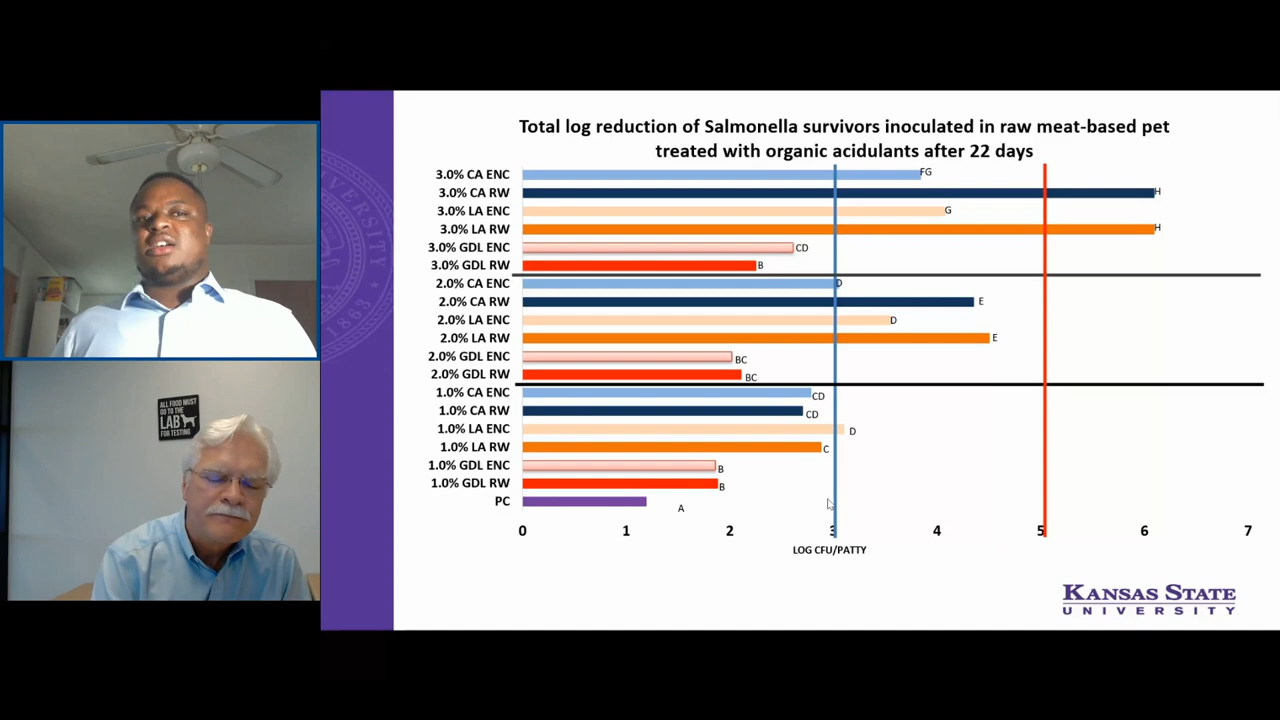 Total log reduction of Salmonella survivors inoculated in raw meat-based pet
treated with organic acidulants after 22 days
3.0% CA ENC FG
3.0% CA RW H
3.0% LA ENC G
3.0% LA RW H
3.0% GDL ENC CD
3.0% GDL RW B
2.0% CA ENC D
2.0% CA RW E
2.0% LA ENC D
2.0% LA RW E
2.0% GDL ENC BC
2.0% GDL RW BC
1.0% CA ENC CD
1.0% CA RW CD
1.0% LA ENC D
1.0% LA RW C
1.0% GDL ENC B
1.0% GDL RW B
PC A
0 1 2 3 4 5 6 7
LOG CFU/PATTY
KANSAS STATE
UNIVERSITY
ALL FOOD MUST
GO TO THE
LAB
FOR TESTING
1863